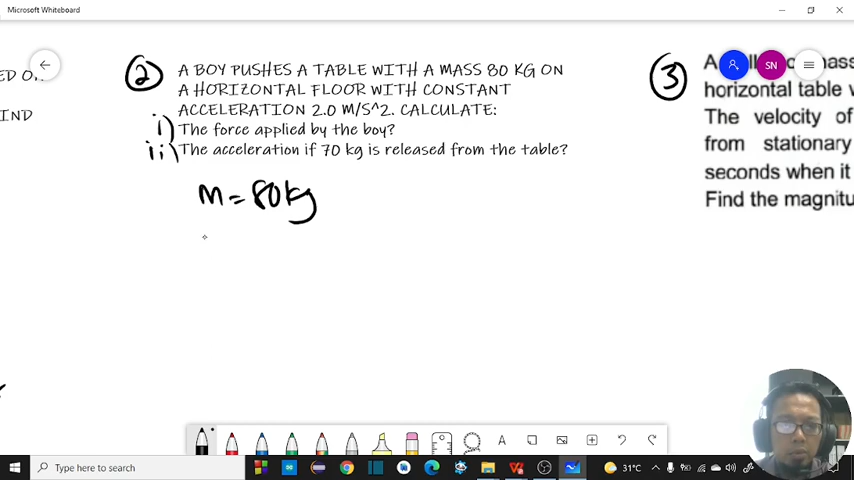 Microsoft Whiteboard
ED ON
IND
2
A BOY PUSHES A TABLE WITH A MASS 80 KG ON
A HORIZONTAL FLOOR WITH CONSTANT
ACCELERATION 2.0 M/S^2. CALCULATE:
i) The force applied by the boy?
ii) The acceleration if 70 kg is released from the table?
m = 80kg
3
horizontal table
The velocity of
from stationary
seconds when it
Find the magnitu
SN
A
Type here to search
31°C